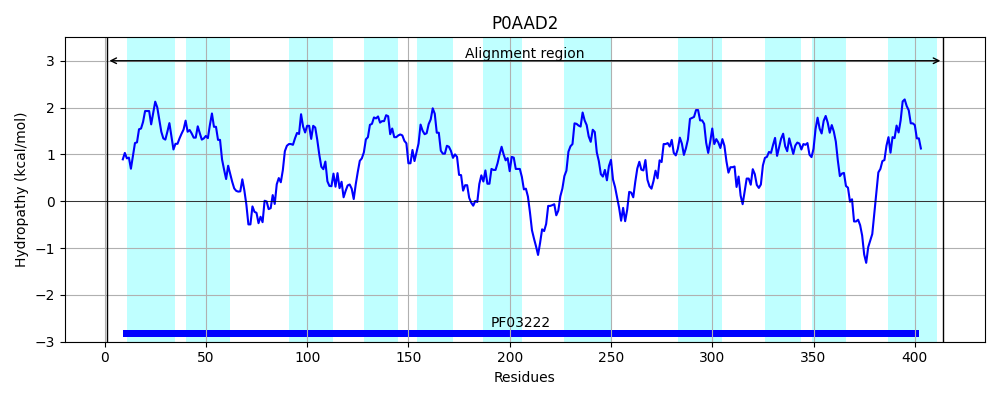 P0AAD2
Hydropathy (kcal/mol)
3
2
1
0
−1
−2
−3
Alignment region
PF03222
0 50 100 150 200 250 300 350 400
Residues